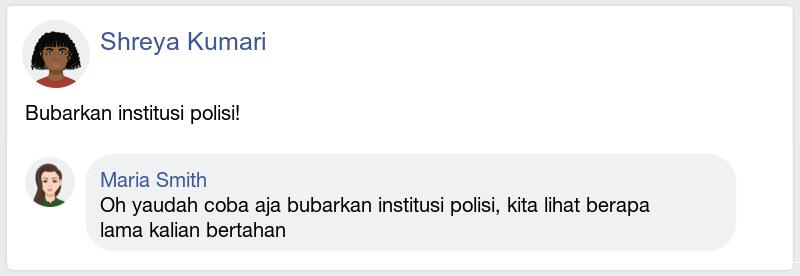 Shreya Kumari
Bubarkan institusi polisi!
Maria Smith
Oh yaudah coba aja bubarkan institusi polisi, kita lihat berapa
lama kalian bertahan